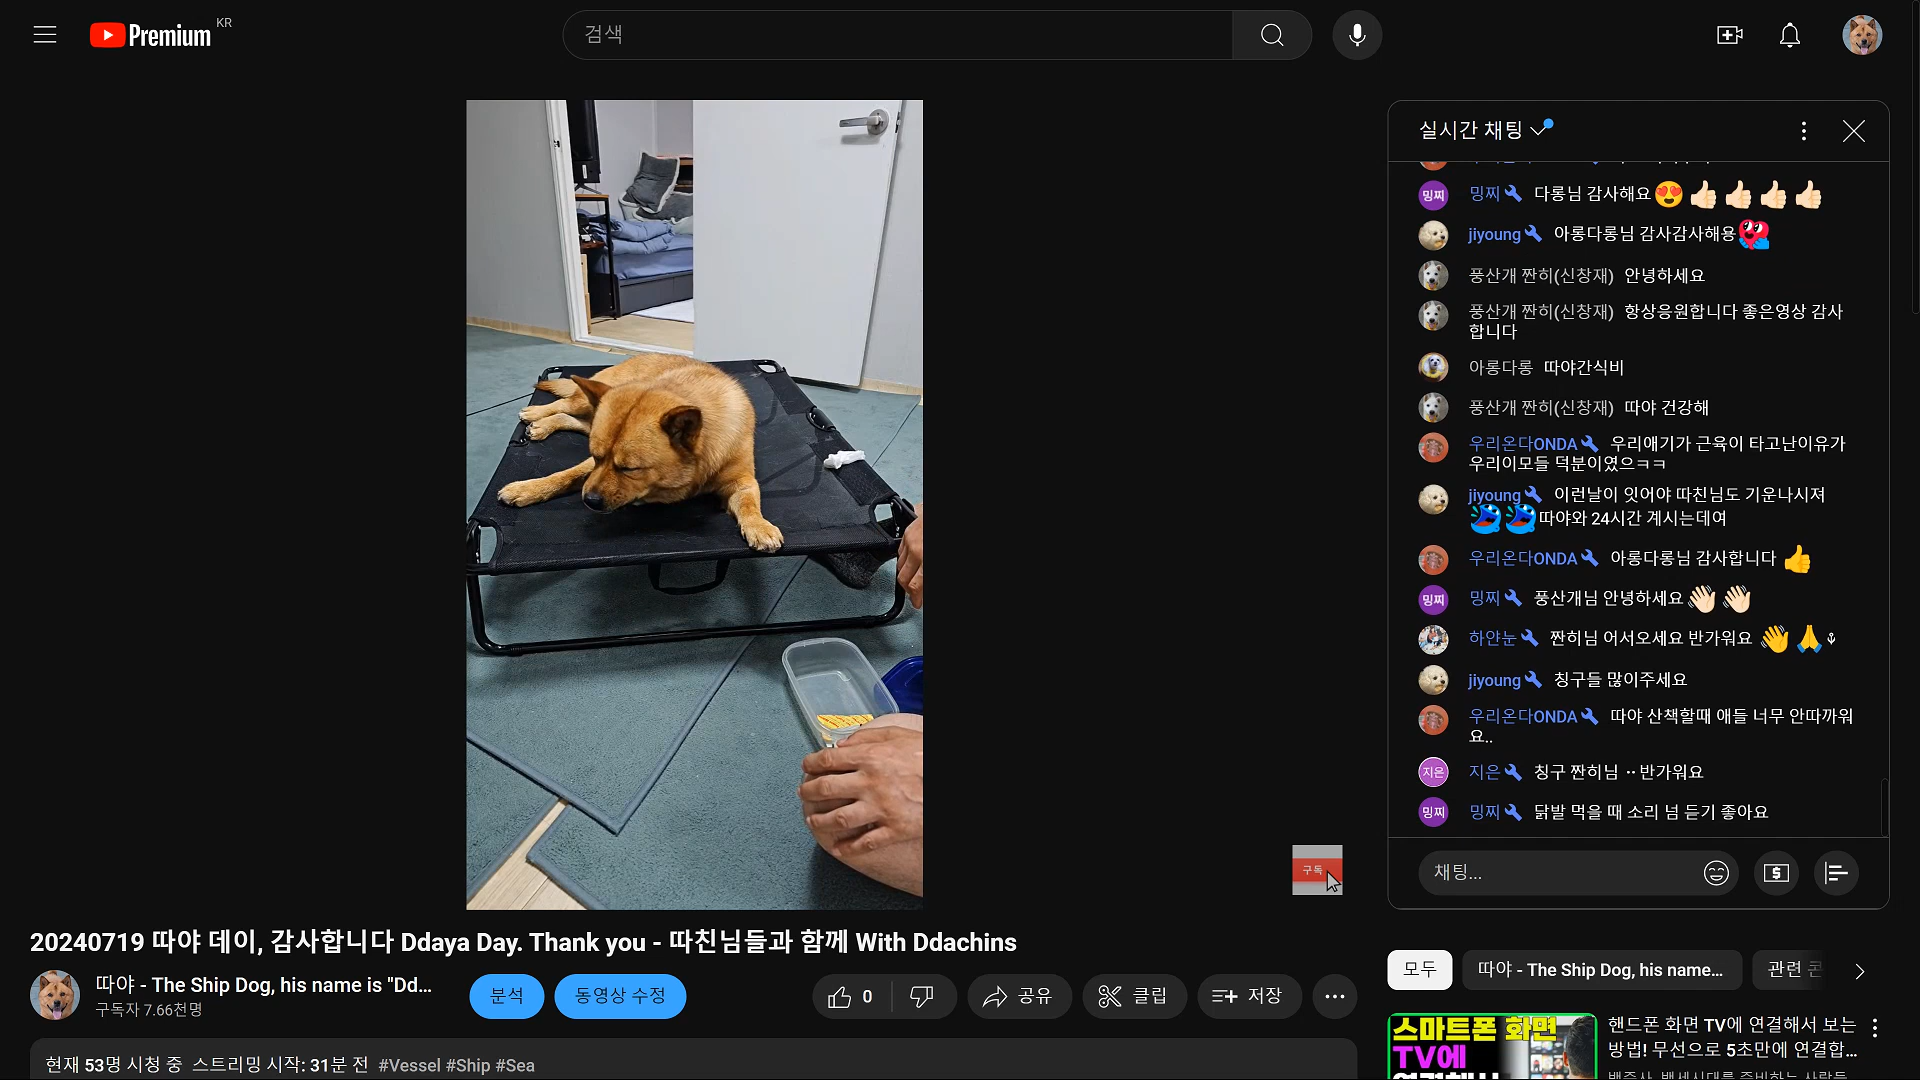 Premium KR
검색
실시간 채팅
밍찌 다롱님 감사해요😍👍🏻👍🏻👍🏻👍🏻
jiyoung 아롱다롱님 감사감사해용
풍산개 짠히(신창재) 안녕하세요
풍산개 짠히(신창재) 항상응원합니다 좋은영상 감사
합니다
아롱다롱 따야간식비
풍산개 짠히(신창재) 따야 건강해
우리온다ONDA 우리애기가 근육이 타고난이유가
우리이모들 덕분이였으ㅋㅋ
jiyoung 이런날이 잇어야 따친님도 기운나시져
따야와 24시간 계시는데여
우리온다ONDA 아롱다롱님 감사합니다 👍
밍찌 풍산개님 안녕하세요👋🏻👋🏻
하얀눈 짠히님 어서오세요 반가워요 👋🙏⚓
jiyoung 칭구들 많이주세요
우리온다ONDA 따야 산책할때 애들 너무 안따까워
요..
지은 칭구 짠히님 ··반가워요
밍찌 닭발 먹을 때 소리 넘 듣기 좋아요
채팅...
구독
20240719 따야 데이, 감사합니다 Ddaya Day. Thank you - 따친님들과 함께 With Ddachins
따야 - The Ship Dog, his name is "Dd...
구독자 7.66천명
분석
동영상 수정
0
공유
클립
저장
현재 53명 시청 중 스트리밍 시작: 31분 전 #Vessel #Ship #Sea
모두
따야 - The Ship Dog, his name...
관련
스마트폰 화면
TV에
핸드폰 화면 TV에 연결해서 보는
방법! 무선으로 5초만에 연결합...